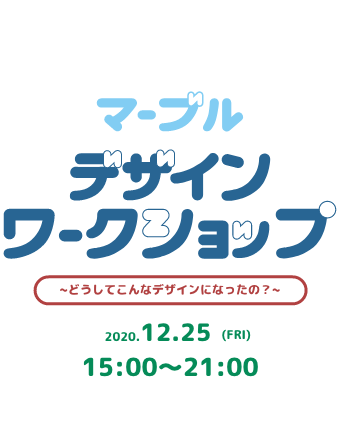 マーブル
デザイン
ワークショップ
~どうしてこんなデザインになったの？~
2020.12.25 (FRI)
15:00〜21:00